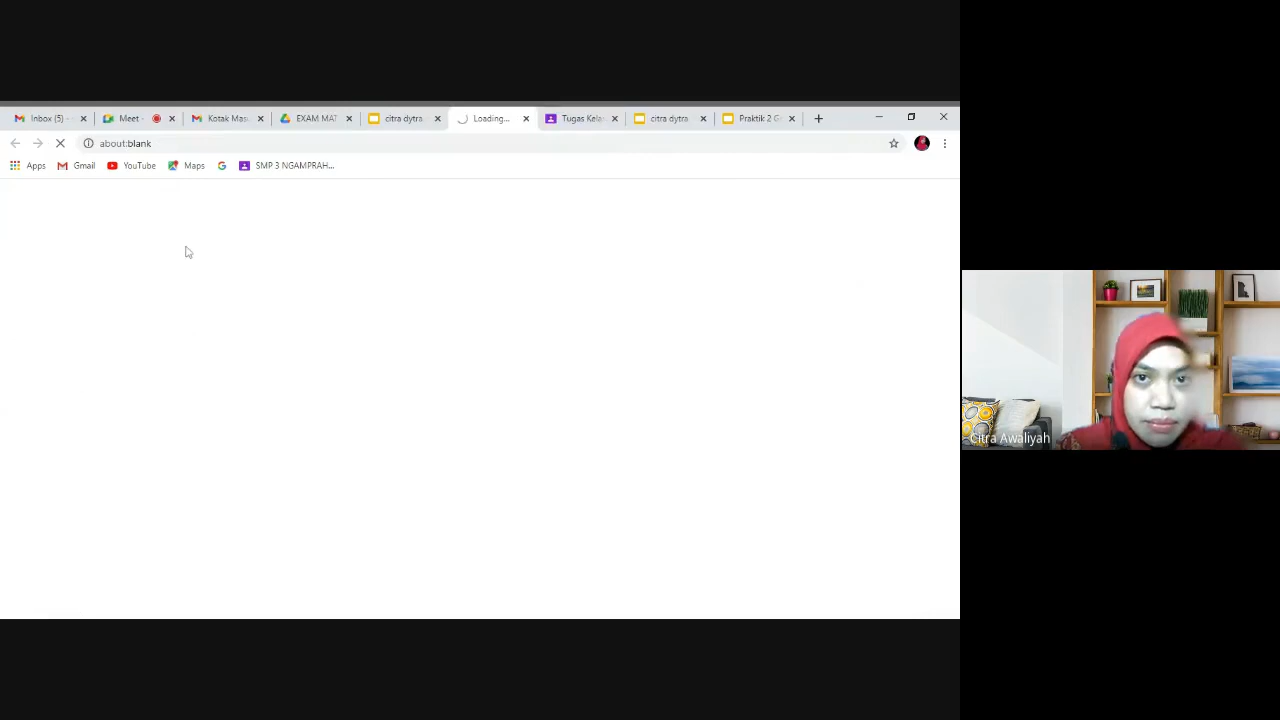 Inbox (5) - Meet - Kotak Mas EXAM MAT citra dytra Loading... Tugas Kelas citra dytra Praktik 2 G
about:blank
Apps Gmail YouTube Maps SMP 3 NGAMPRAH...
Citra Awaliyah